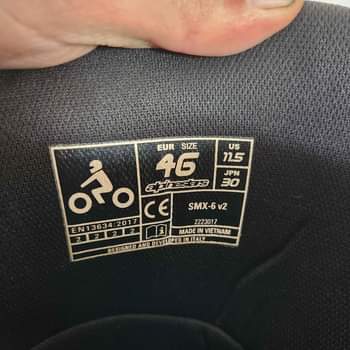 EUR SIZE
46
alpinestars
US
11.5
JPN
30
EN13634:2017
2 2 2 2
CE
i
SMX-6 v2
2223017
MADE IN VIETNAM
DESIGNED AND DEVELOPED IN ITALY